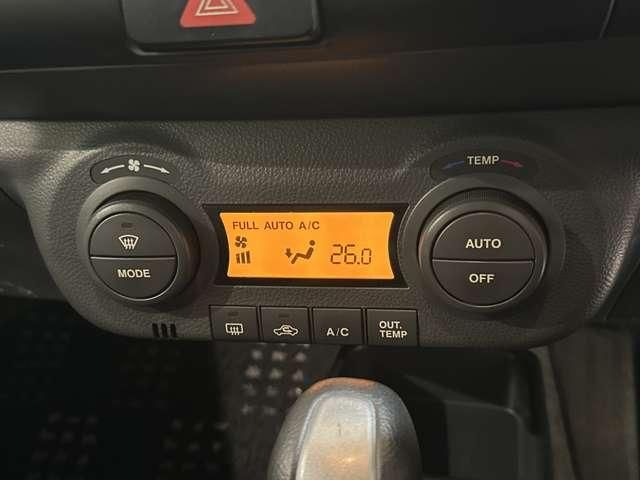 TEMP
FULL AUTO A/C
26.0
MODE
AUTO
OFF
A/C
OUT.
TEMP